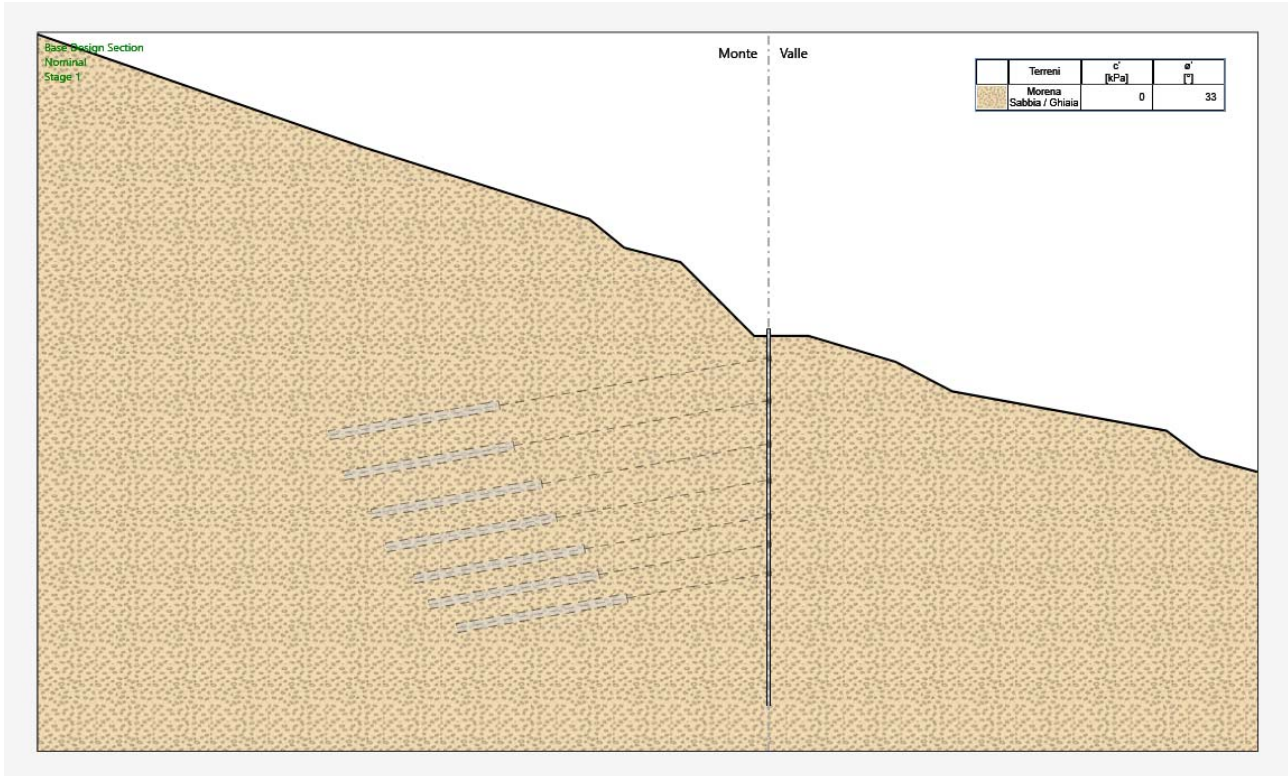 Base Design Section
Nominal
Stage 1
Monte Valle
Terreni c' ø'
[kPa] [°]
Morena 0 33
Sabbia / Ghiaia